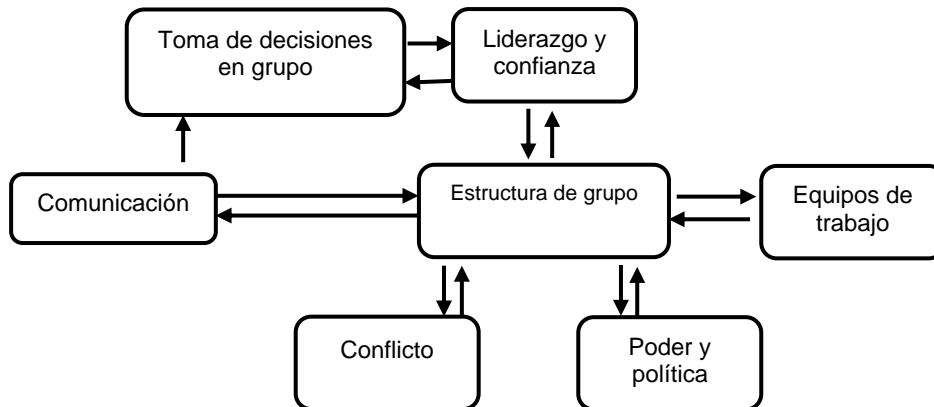 Toma de decisiones
en grupo
Liderazgo y
confianza
Comunicación
Estructura de grupo
Equipos de
trabajo
Conflicto
Poder y
política